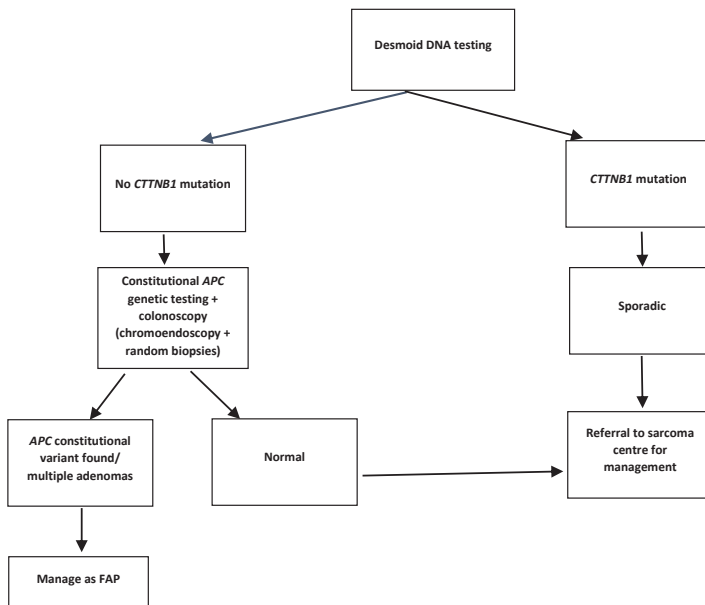 Desmoid DNA testing
No CTTNB1 mutation
CTTNB1 mutation
Constitutional APC
genetic testing +
colonoscopy
(chromoendoscopy +
random biopsies)
Sporadic
APC constitutional
variant found/
multiple adenomas
Normal
Referral to sarcoma
centre for
management
Manage as FAP